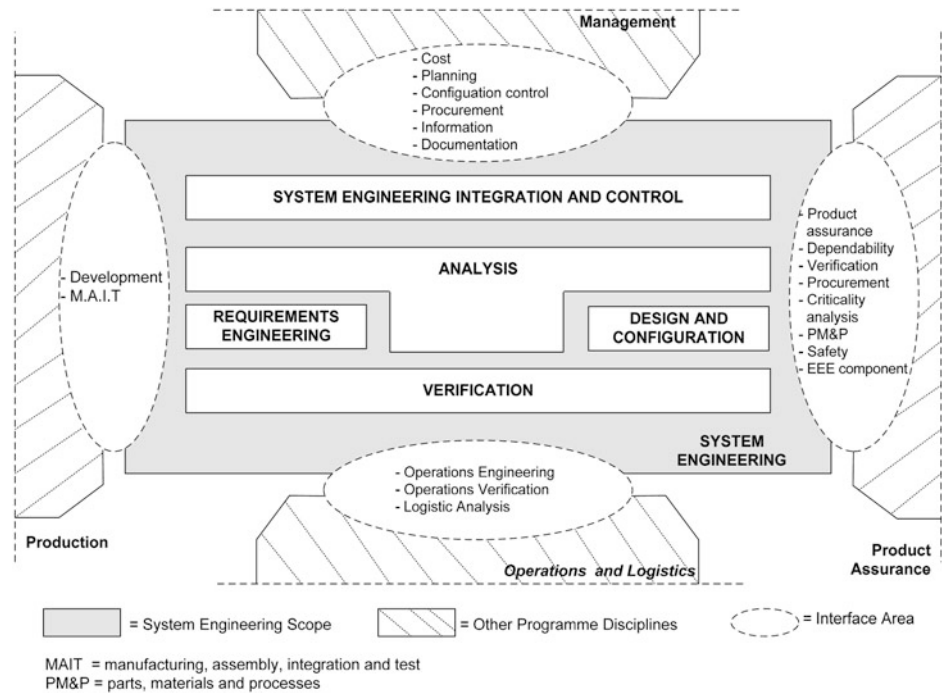 Management
- Cost
- Planning
- Configuation control
- Procurement
- Information
- Documentation
SYSTEM ENGINEERING INTEGRATION AND CONTROL
ANALYSIS
REQUIREMENTS
ENGINEERING
DESIGN AND
CONFIGURATION
VERIFICATION
SYSTEM
ENGINEERING
- Development
- M.A.I.T
- Product
assurance
- Dependability
- Verification
- Procurement
- Criticality
analysis
- PM&P
- Safety
- EEE component
- Operations Engineering
- Operations Verification
- Logistic Analysis
Production
Operations and Logistics
Product
Assurance
= System Engineering Scope
= Other Programme Disciplines
= Interface Area
MAIT = manufacturing, assembly, integration and test
PM&P = parts, materials and processes